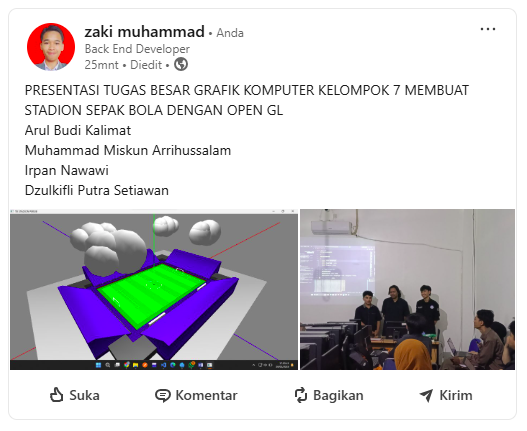 zaki muhammad • Anda
Back End Developer
25mnt • Diedit •
PRESENTASI TUGAS BESAR GRAFIK KOMPUTER KELOMPOK 7 MEMBUAT
STADION SEPAK BOLA DENGAN OPEN GL
Arul Budi Kalimat
Muhammad Miskun Arrihussalam
Irpan Nawawi
Dzulkifli Putra Setiawan
Suka Komentar Bagikan Kirim